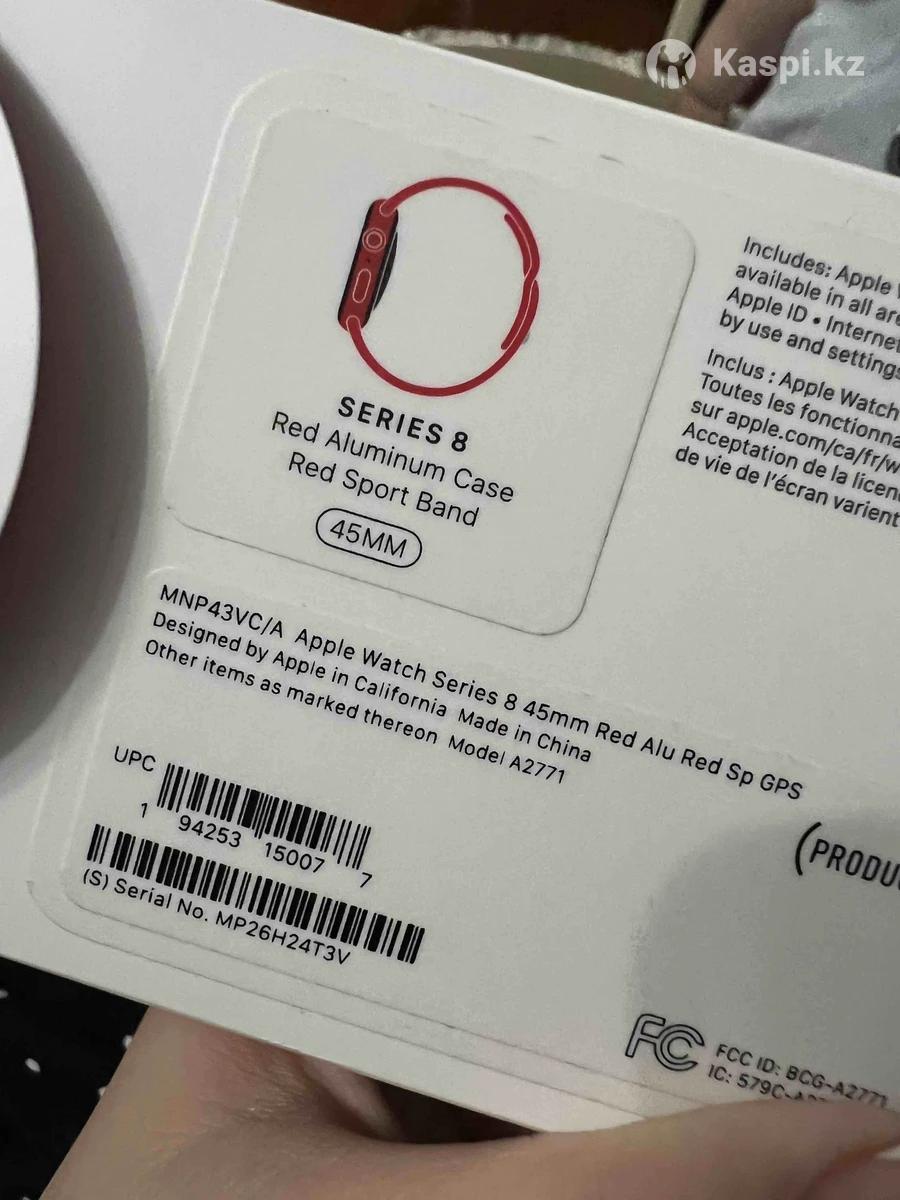 Kaspi.kz
SERIES 8
Red Aluminum Case
Red Sport Band
45MM
Includes: Apple
available in all
Apple ID • Internet
by use and settings
Inclus : Apple Watch
Toutes les
sur apple.com/ca/fr/
Acceptation de la
de vie de l'écran varient
MNP43VC/A Apple Watch Series 8 45mm Red Alu Red Sp GPS
Designed by Apple in California Made in China
Other items as marked thereon Model A2771
UPC
1 94253 15007 7
(S) Serial No. MP26H24T3V
(PRODU
FC
FCC ID: BCG-A2771
IC: 579C-